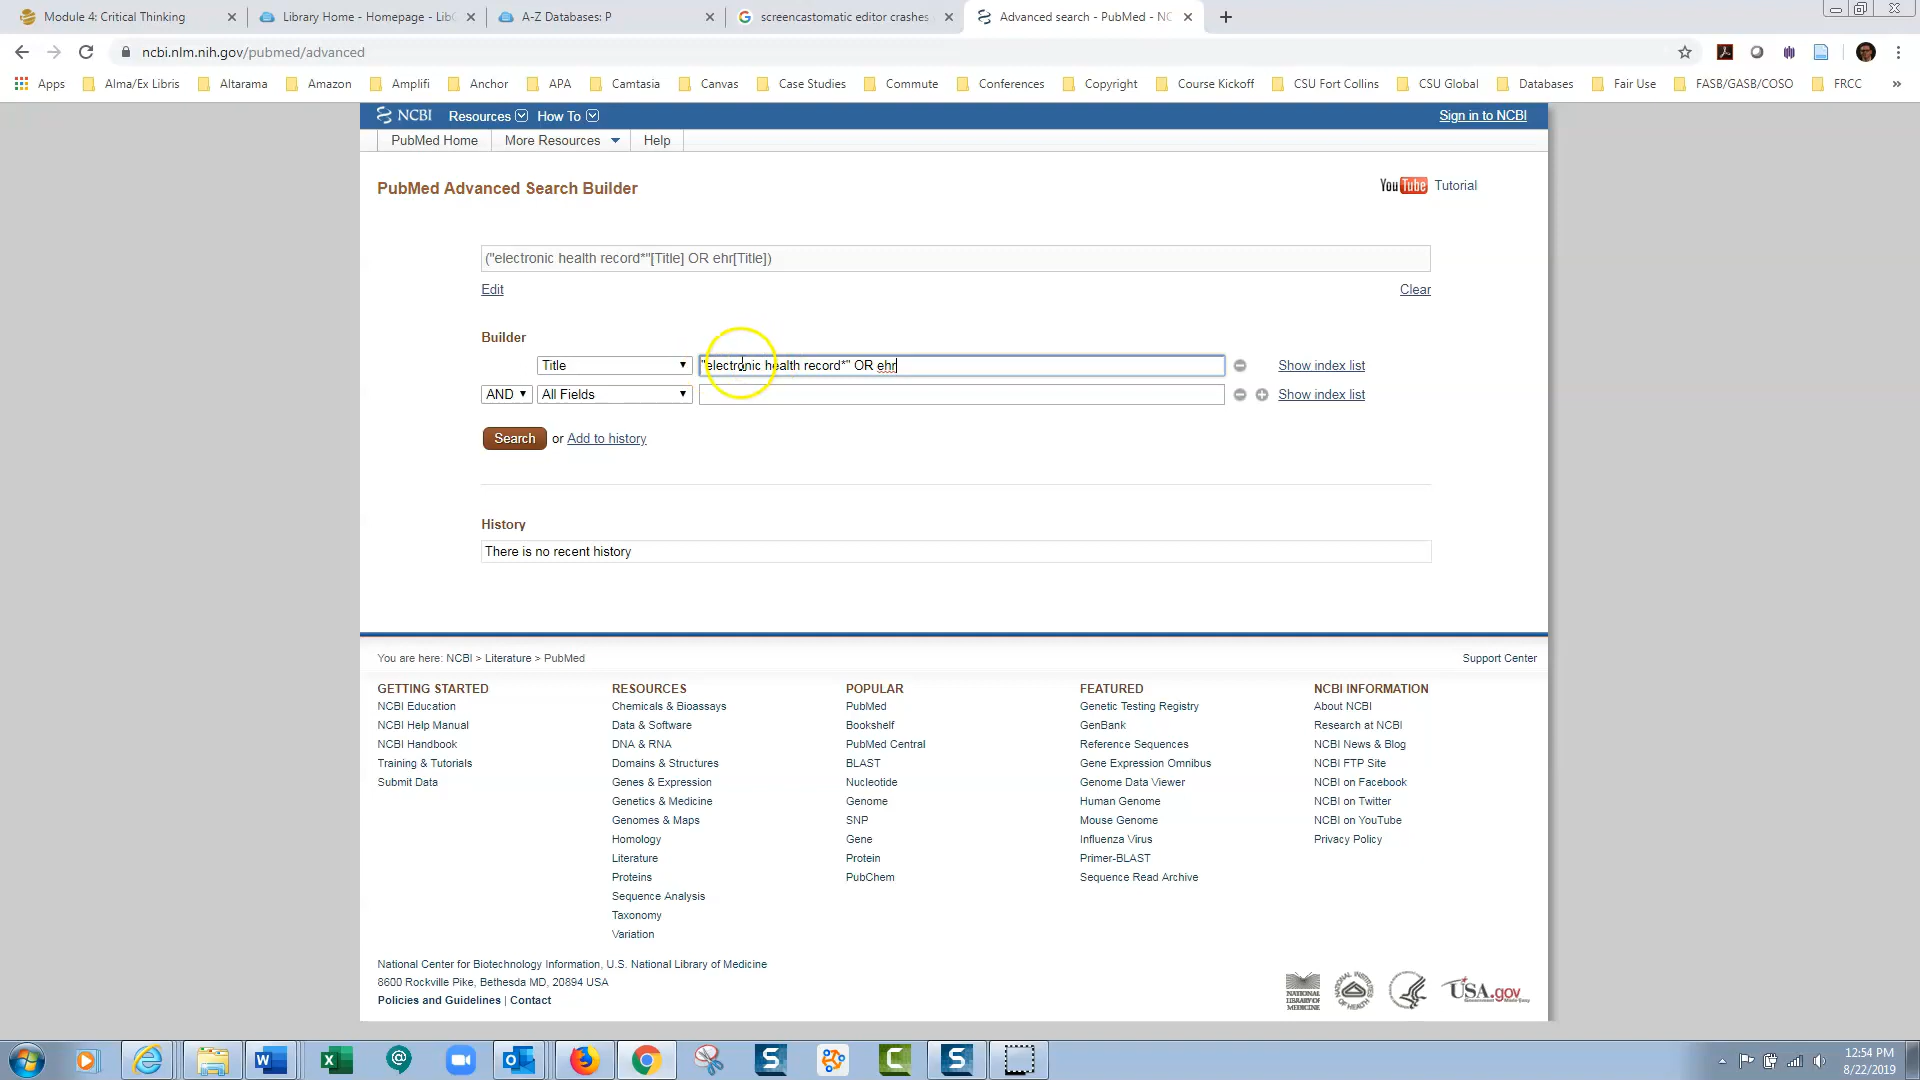 Module 4: Critical Thinking
Library Home - Homepage - LibG
A-Z Databases: P
screencastomatic editor crashes
Advanced search - PubMed - NC
ncbi.nlm.nih.gov/pubmed/advanced
Apps Alma/Ex Libris Altarama Amazon Amplifi Anchor APA Camtasia Canvas Case Studies Commute Conferences Copyright Course Kickoff CSU Fort Collins CSU Global Databases Fair Use FASB/GASB/COSO FRCC »
NCBI Resources How To Sign in to NCBI
PubMed Home More Resources Help
PubMed Advanced Search Builder
YouTube Tutorial
("electronic health record*"[Title] OR ehr[Title])
Edit Clear
Builder
Title "electronic health record*" OR ehr Show index list
AND All Fields Show index list
Search or Add to history
History
There is no recent history
You are here: NCBI > Literature > PubMed Support Center
GETTING STARTED
NCBI Education
NCBI Help Manual
NCBI Handbook
Training & Tutorials
Submit Data
RESOURCES
Chemicals & Bioassays
Data & Software
DNA & RNA
Domains & Structures
Genes & Expression
Genetics & Medicine
Genomes & Maps
Homology
Literature
Proteins
Sequence Analysis
Taxonomy
Variation
POPULAR
PubMed
Bookshelf
PubMed Central
BLAST
Nucleotide
Genome
SNP
Gene
Protein
PubChem
FEATURED
Genetic Testing Registry
GenBank
Reference Sequences
Gene Expression Omnibus
Genome Data Viewer
Human Genome
Mouse Genome
Influenza Virus
Primer-BLAST
Sequence Read Archive
NCBI INFORMATION
About NCBI
Research at NCBI
NCBI News & Blog
NCBI FTP Site
NCBI on Facebook
NCBI on Twitter
NCBI on YouTube
Privacy Policy
National Center for Biotechnology Information, U.S. National Library of Medicine
8600 Rockville Pike, Bethesda MD, 20894 USA
Policies and Guidelines | Contact
NATIONAL
LIBRARY OF
MEDICINE
USA.gov
12:54 PM
8/22/2019